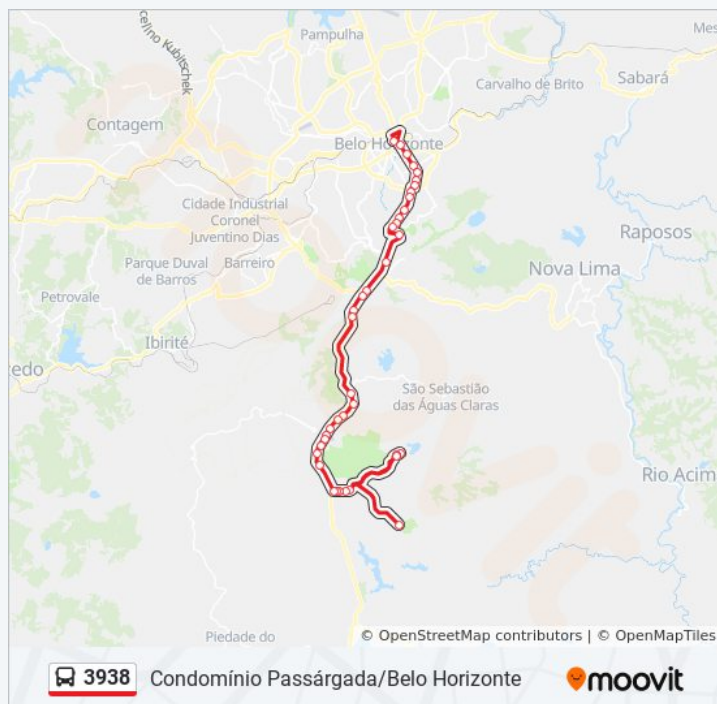 Pampulha
Mes
celino Kubitschek
Carvalho de Brito
Sabará
Contagem
Belo Horizonte
Cidade Industrial
Coronel
Juventino Dias
Raposos
Parque Duval
de Barros
Barreiro
Nova Lima
Petrovale
Ibirité
edo
São Sebastião
das Águas Claras
Rio Acim
Piedade do
© OpenStreetMap contributors | © OpenMapTiles
3938
Condomínio Passárgada/Belo Horizonte
moovit